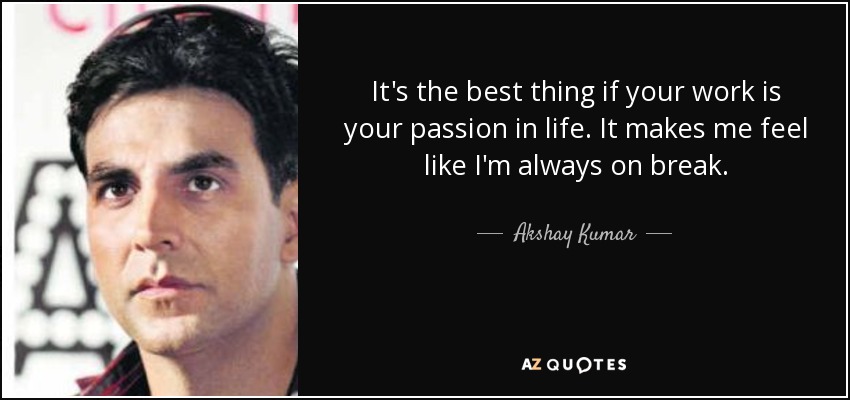 It's the best thing if your work is
your passion in life. It makes me feel
like I'm always on break.
Akshay Kumar
AZ QUOTES